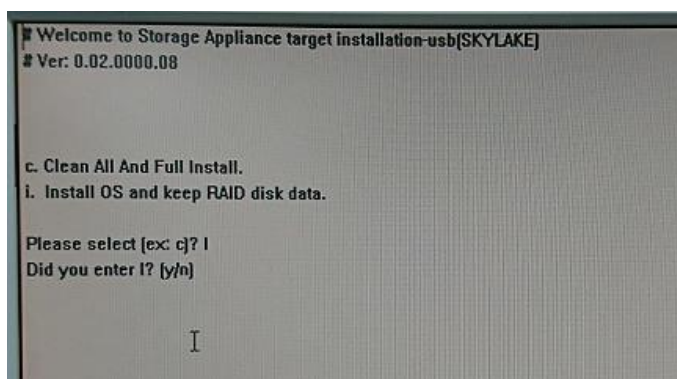 # Welcome to Storage Appliance target installation-usb(SKYLAKE)
# Ver: 0.02.0000.08
c. Clean All And Full Install.
i. Install OS and keep RAID disk data.
Please select (ex: c)? I
Did you enter I? (y/n)